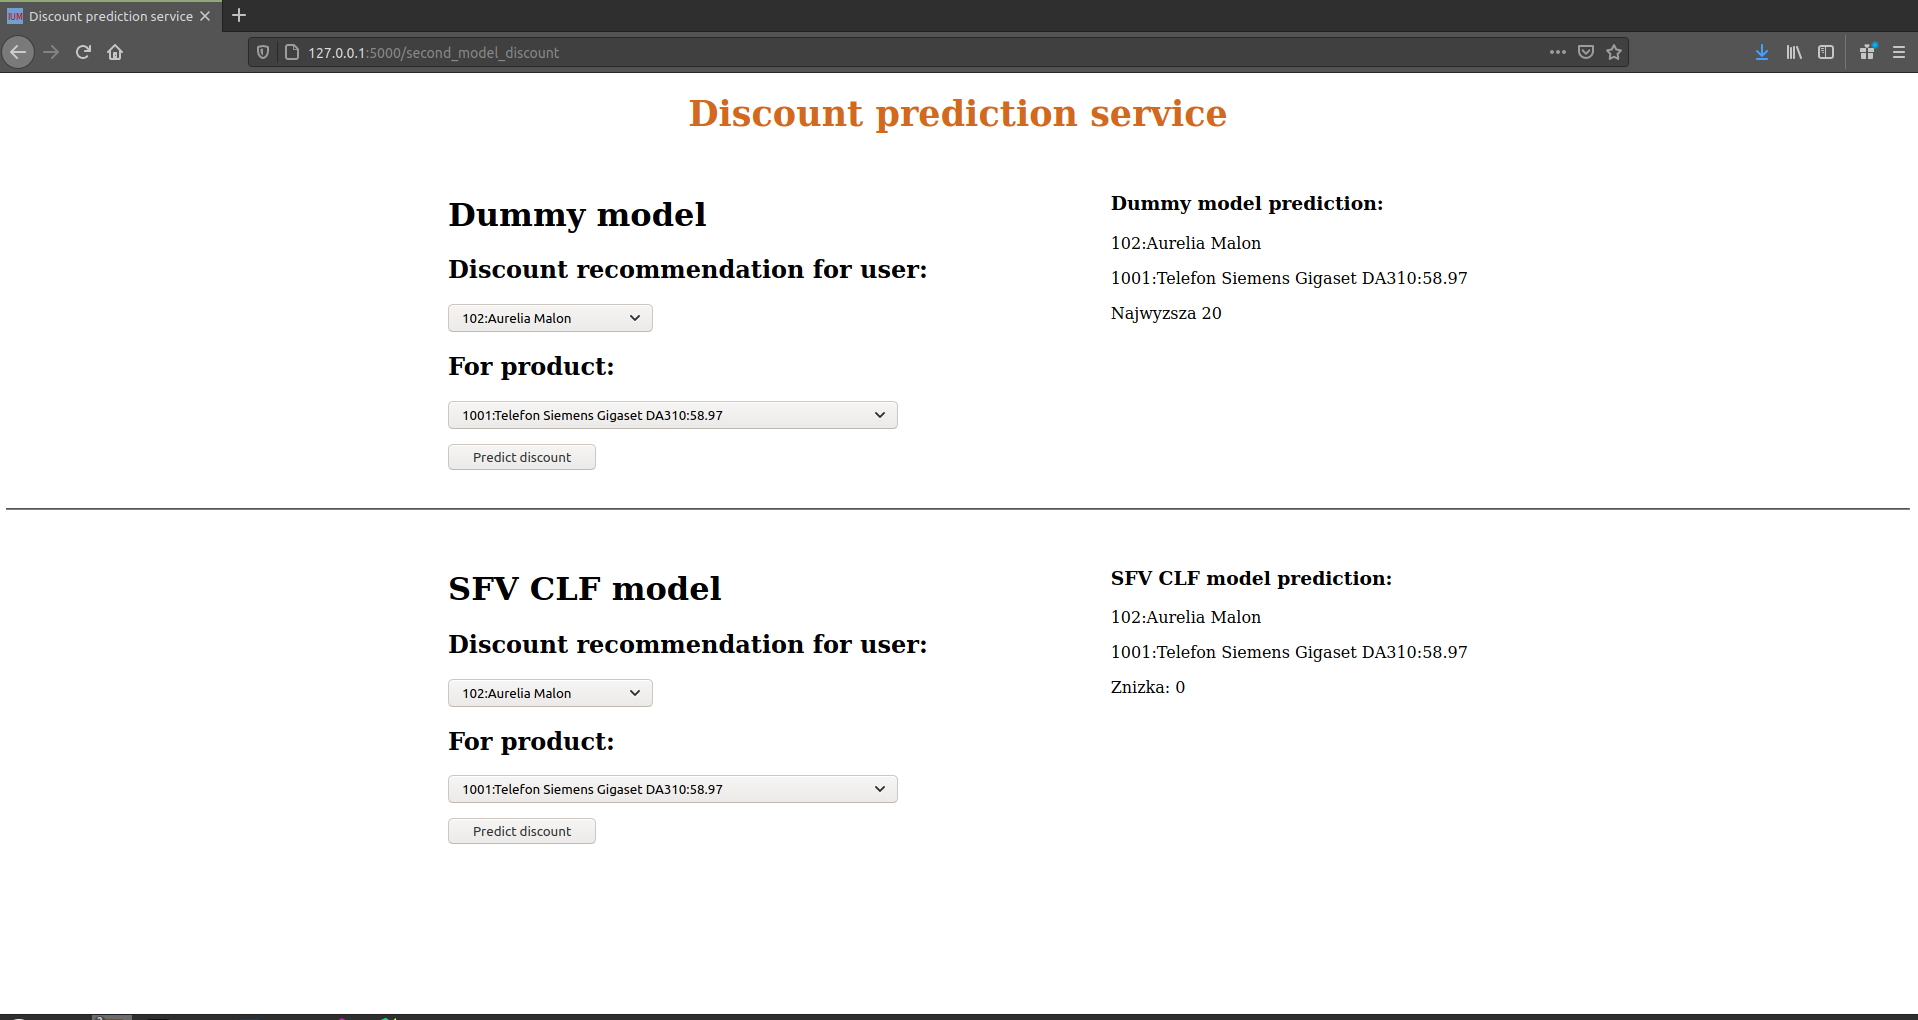 IUM Discount prediction service
127.0.0.1:5000/second_model_discount
Discount prediction service
Dummy model
Discount recommendation for user:
102:Aurelia Malon
For product:
1001:Telefon Siemens Gigaset DA310:58.97
Predict discount
Dummy model prediction:
102:Aurelia Malon
1001:Telefon Siemens Gigaset DA310:58.97
Najwyzsza 20
SFV CLF model
Discount recommendation for user:
102:Aurelia Malon
For product:
1001:Telefon Siemens Gigaset DA310:58.97
Predict discount
SFV CLF model prediction:
102:Aurelia Malon
1001:Telefon Siemens Gigaset DA310:58.97
Znizka: 0